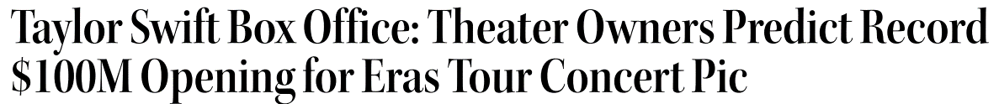 Taylor Swift Box Office: Theater Owners Predict Record
$100M Opening for Eras Tour Concert Pic